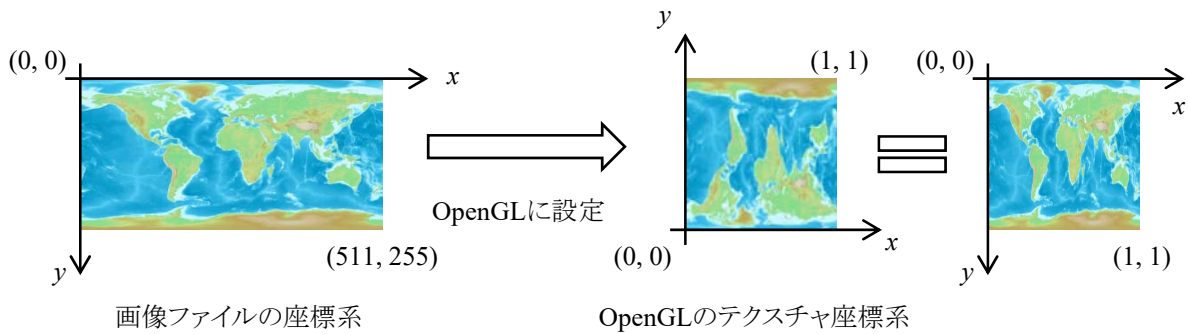 (0, 0)
x
y
(511, 255)
画像ファイルの座標系
OpenGLに設定
y
(1, 1)
x
(0, 0)
(0, 0)
x
(1, 1)
y
OpenGLのテクスチャ座標系